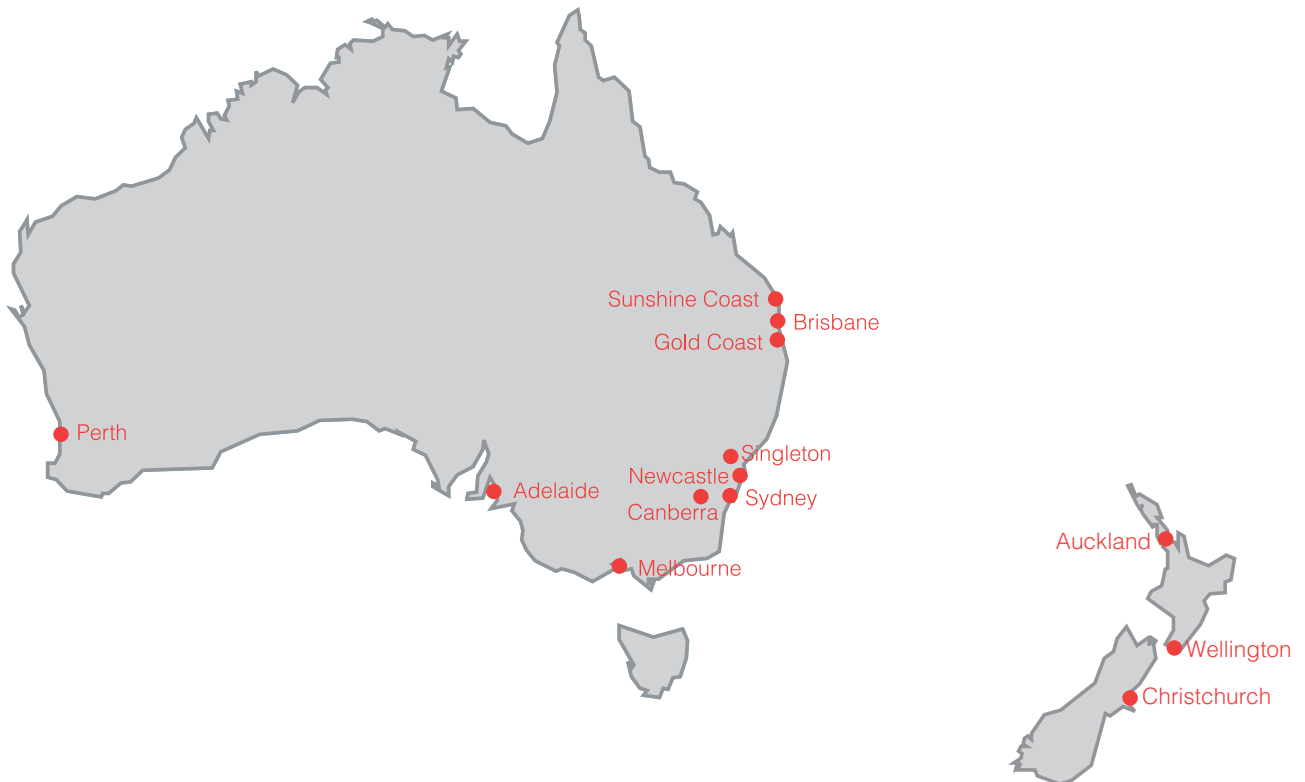 Sunshine Coast
Brisbane
Gold Coast
Perth
Singleton
Newcastle
Adelaide
Sydney
Canberra
Auckland
Melbourne
Wellington
Christchurch